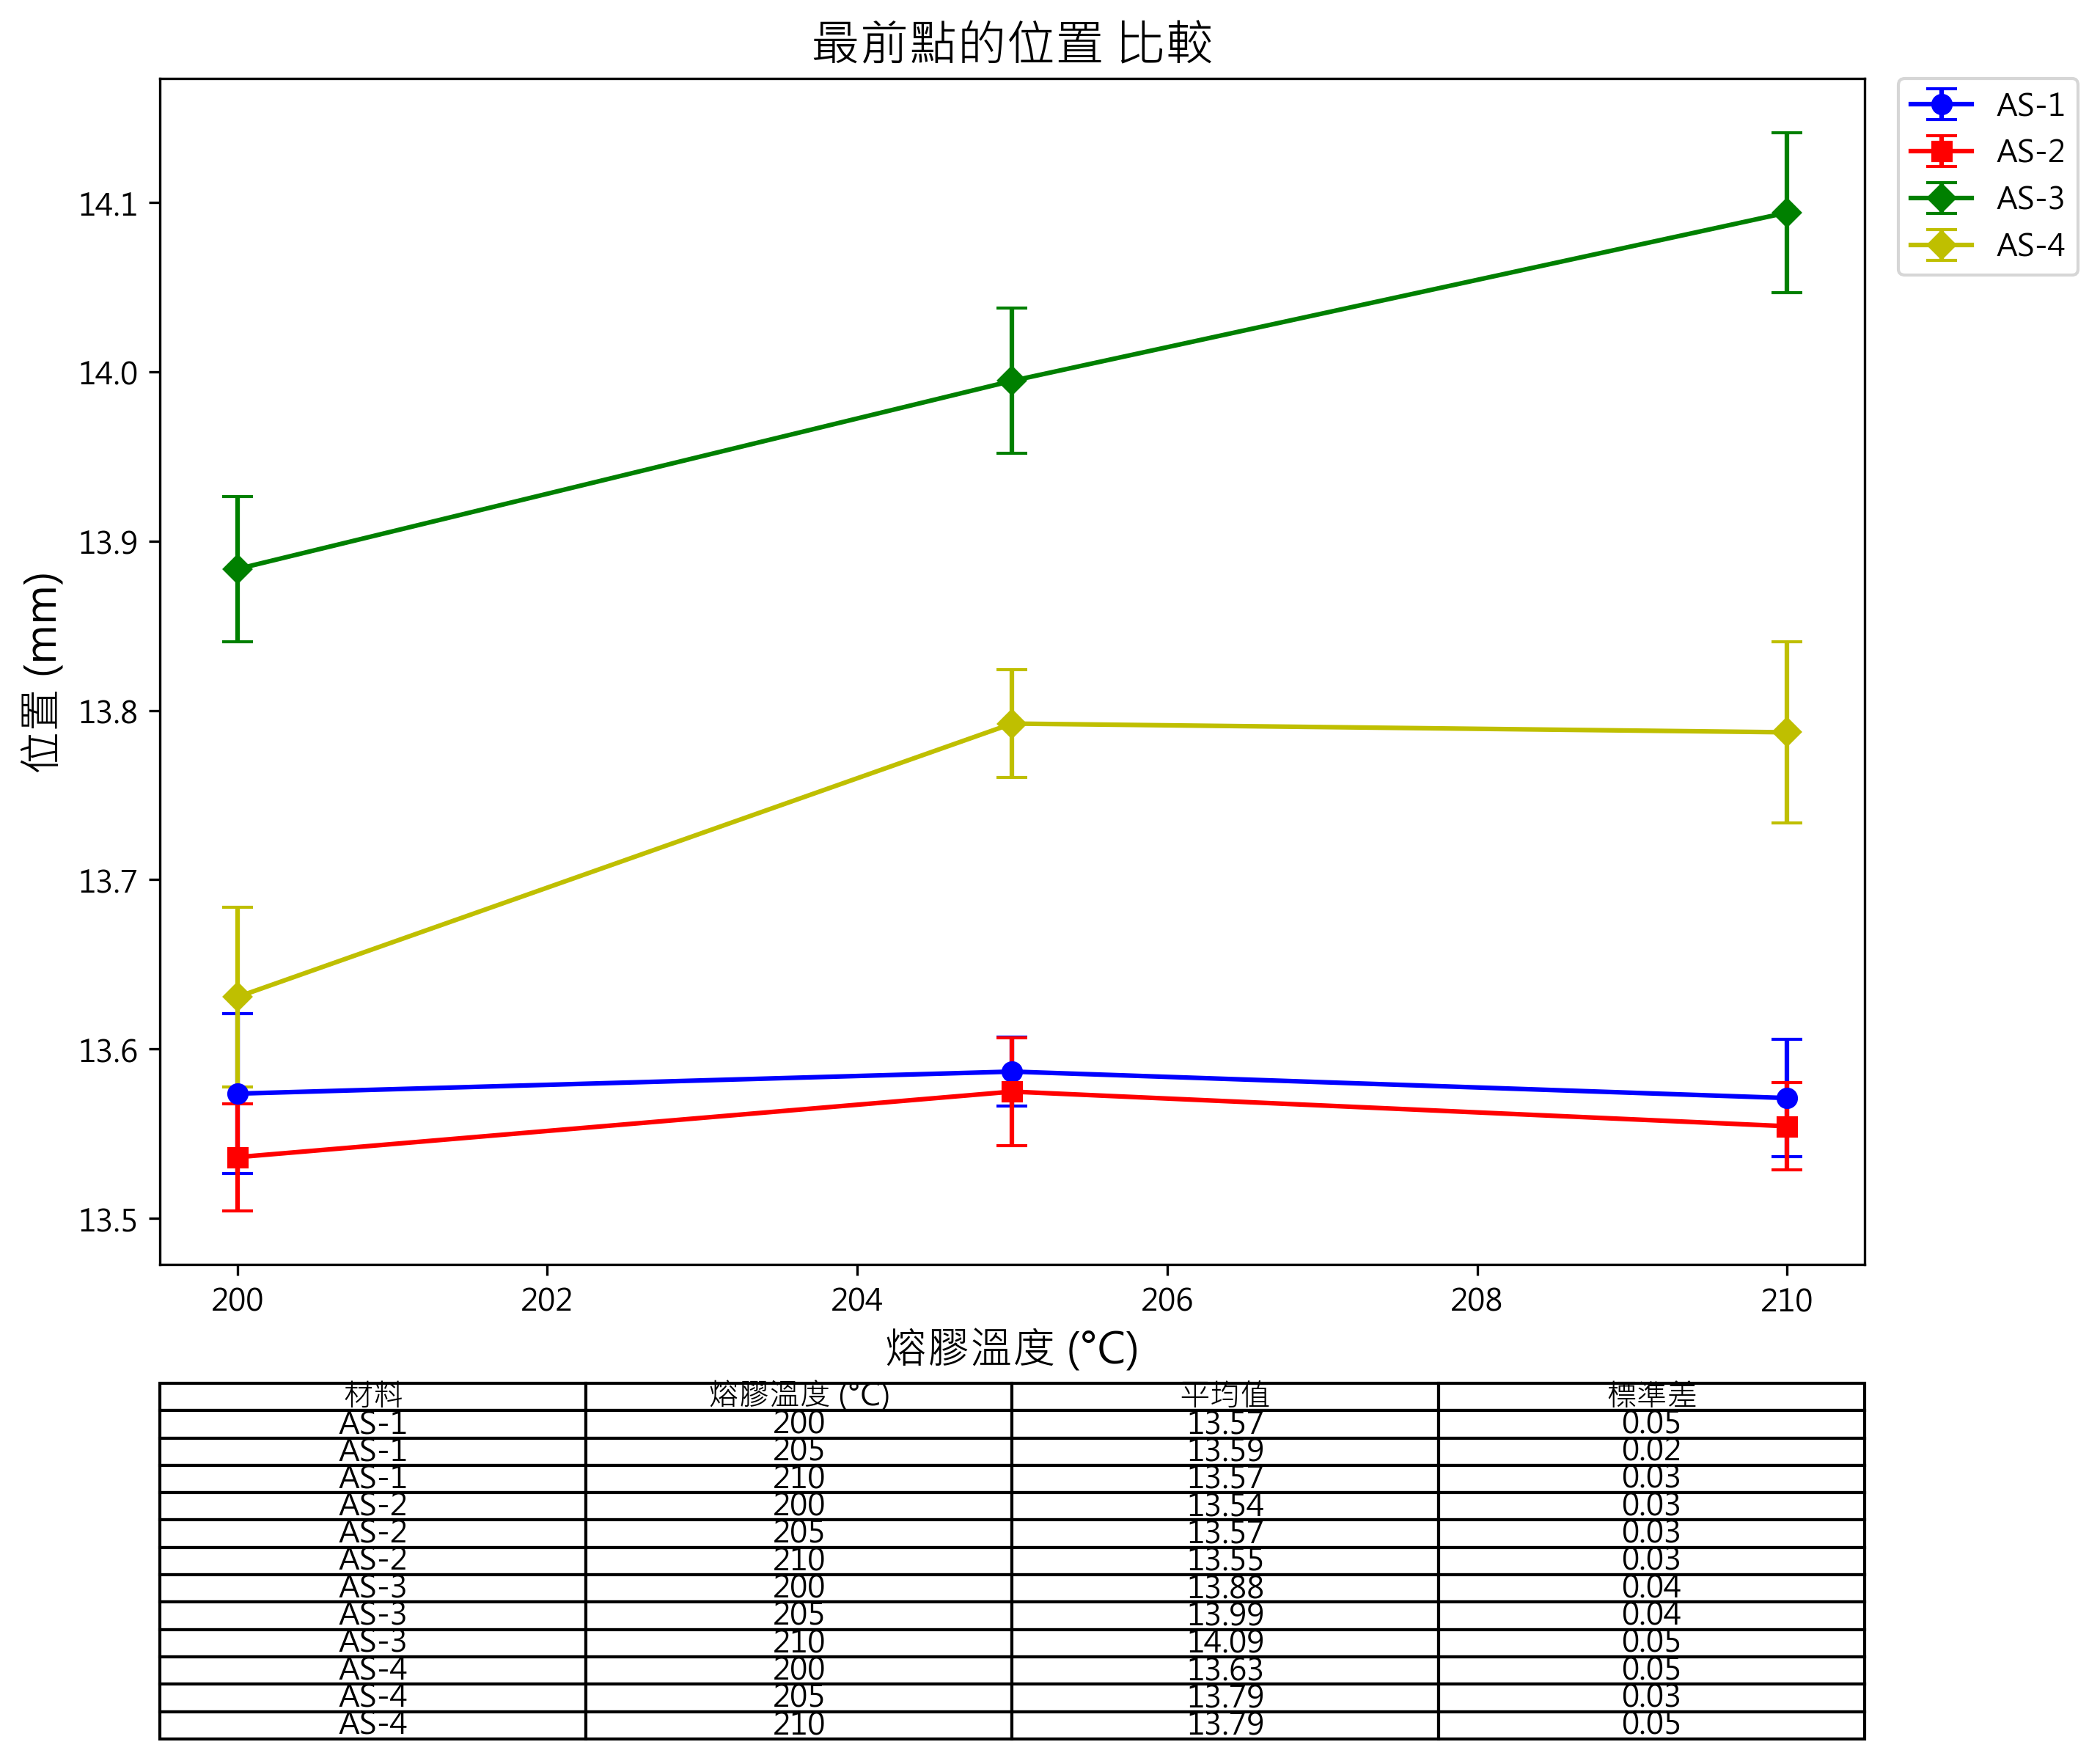 最前點的位置 比較
AS-1
AS-2
AS-3
AS-4
14.1
14.0
13.9
13.8
13.7
13.6
13.5
位置 (mm)
200 202 204 206 208 210
熔膠溫度 (°C)
材料 熔膠溫度 (°C) 平均值 標準差
AS-1 200 13.57 0.05
AS-1 205 13.59 0.02
AS-1 210 13.57 0.03
AS-2 200 13.54 0.03
AS-2 205 13.57 0.03
AS-2 210 13.55 0.03
AS-3 200 13.88 0.04
AS-3 205 13.99 0.04
AS-3 210 14.09 0.05
AS-4 200 13.63 0.05
AS-4 205 13.79 0.03
AS-4 210 13.79 0.05